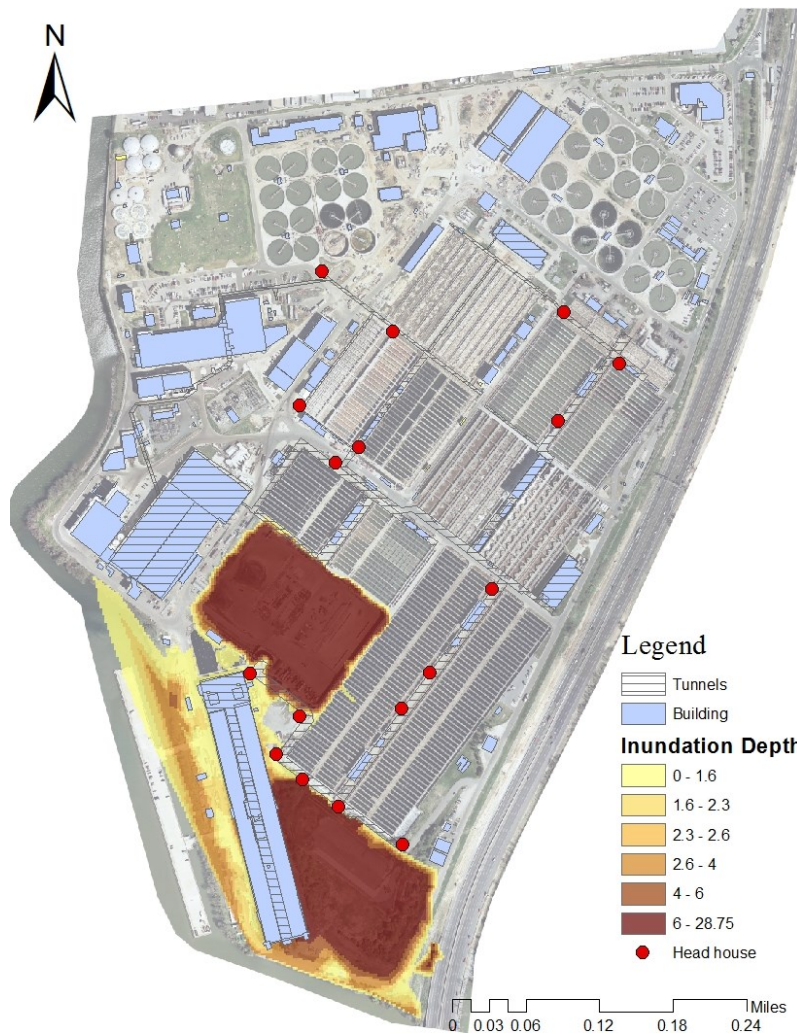 N
Legend
Tunnels
Building
Inundation Depth
0 - 1.6
1.6 - 2.3
2.3 - 2.6
2.6 - 4
4 - 6
6 - 28.75
Head house
Miles
0 0.03 0.06 0.12 0.18 0.24